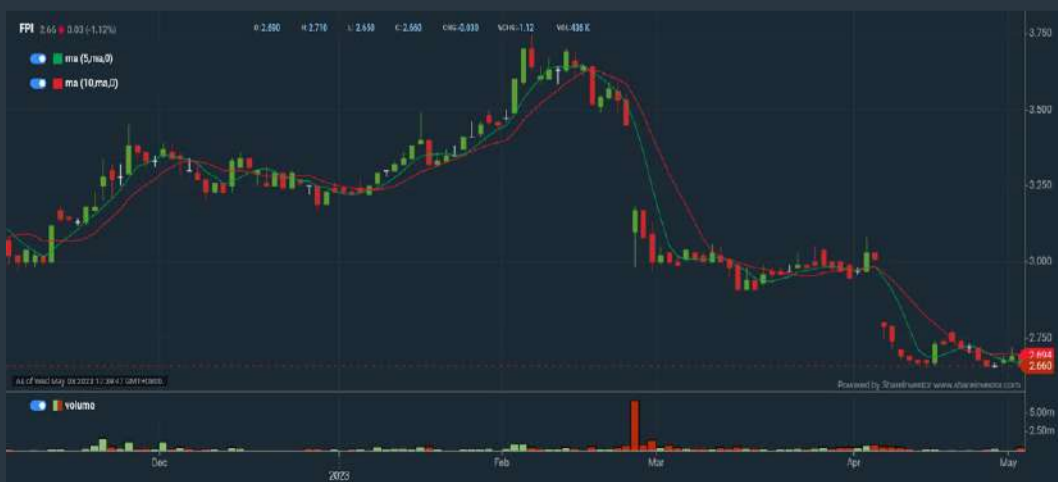 FPI 2.66 0.03 (-1.12%) O:2.690 H:2.710 L: 2.650 C:2.660 CHG:-0.030 %CHG:-1.12 VOL:436 K
ma (5,ma,0)
ma (10,ma,0)
3.750
3.500
3.250
3.000
2.750
2.694
2.660
Powered by ShareInvestor www.shareinvestor.com
volume
5.00m
2.50m
Dec 2023 Feb Mar Apr May